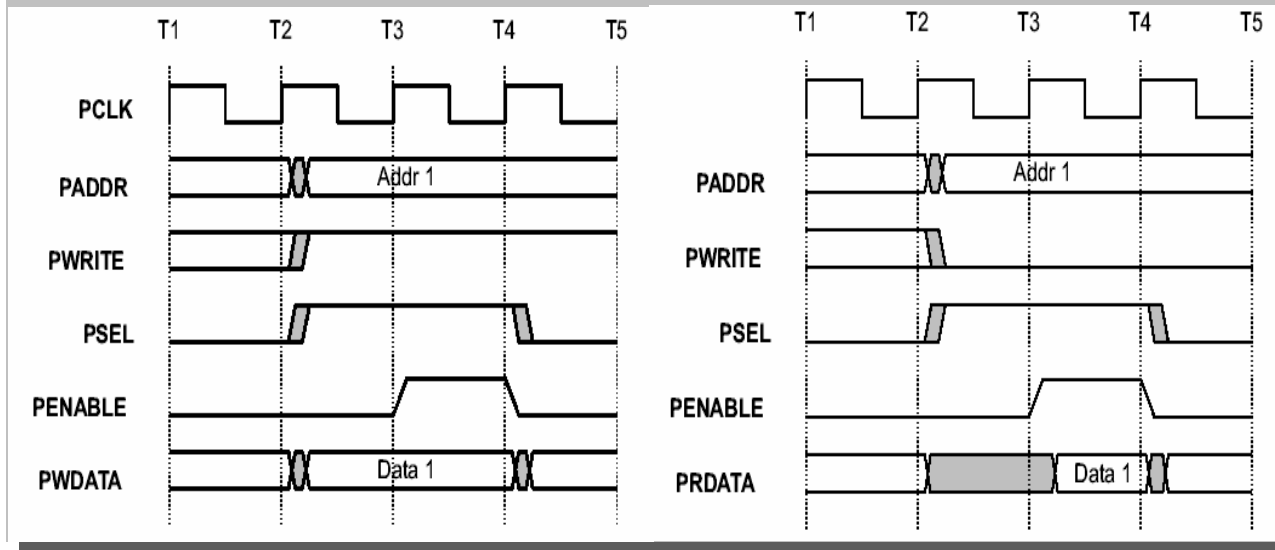 T1 T2 T3 T4 T5
PCLK
PADDR Addr 1
PWRITE
PSEL
PENABLE
PWDATA Data 1
T1 T2 T3 T4 T5
PADDR Addr 1
PWRITE
PSEL
PENABLE
PRDATA Data 1